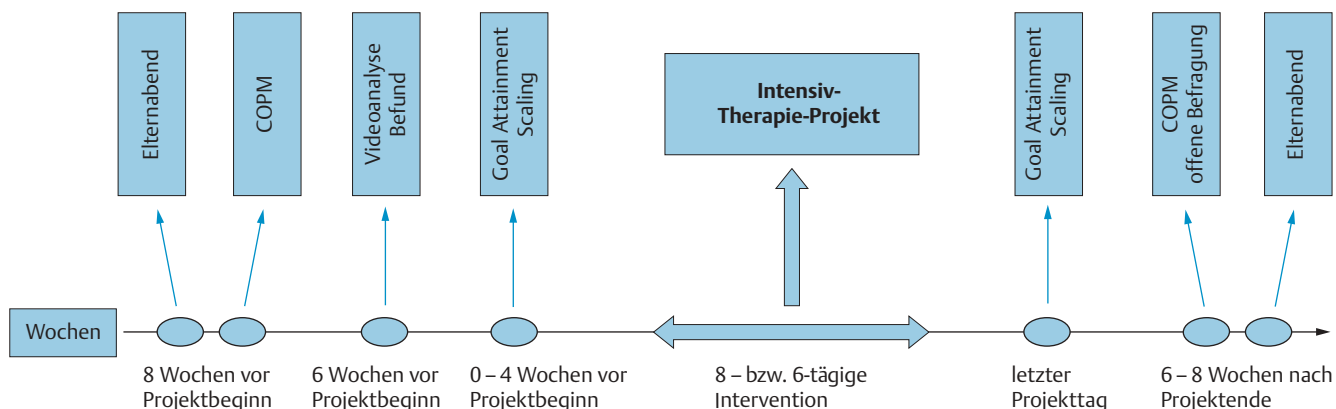 Elternabend
COPM
Videoanalyse
Befund
Goal Attainment
Scaling
Intensiv-
Therapie-Projekt
Goal Attainment
Scaling
COPM
offene Befragung
Elternabend
Wochen
8 Wochen vor
Projektbeginn
6 Wochen vor
Projektbeginn
0 – 4 Wochen vor
Projektbeginn
8 – bzw. 6-tägige
Intervention
letzter
Projekttag
6 – 8 Wochen nach
Projektende